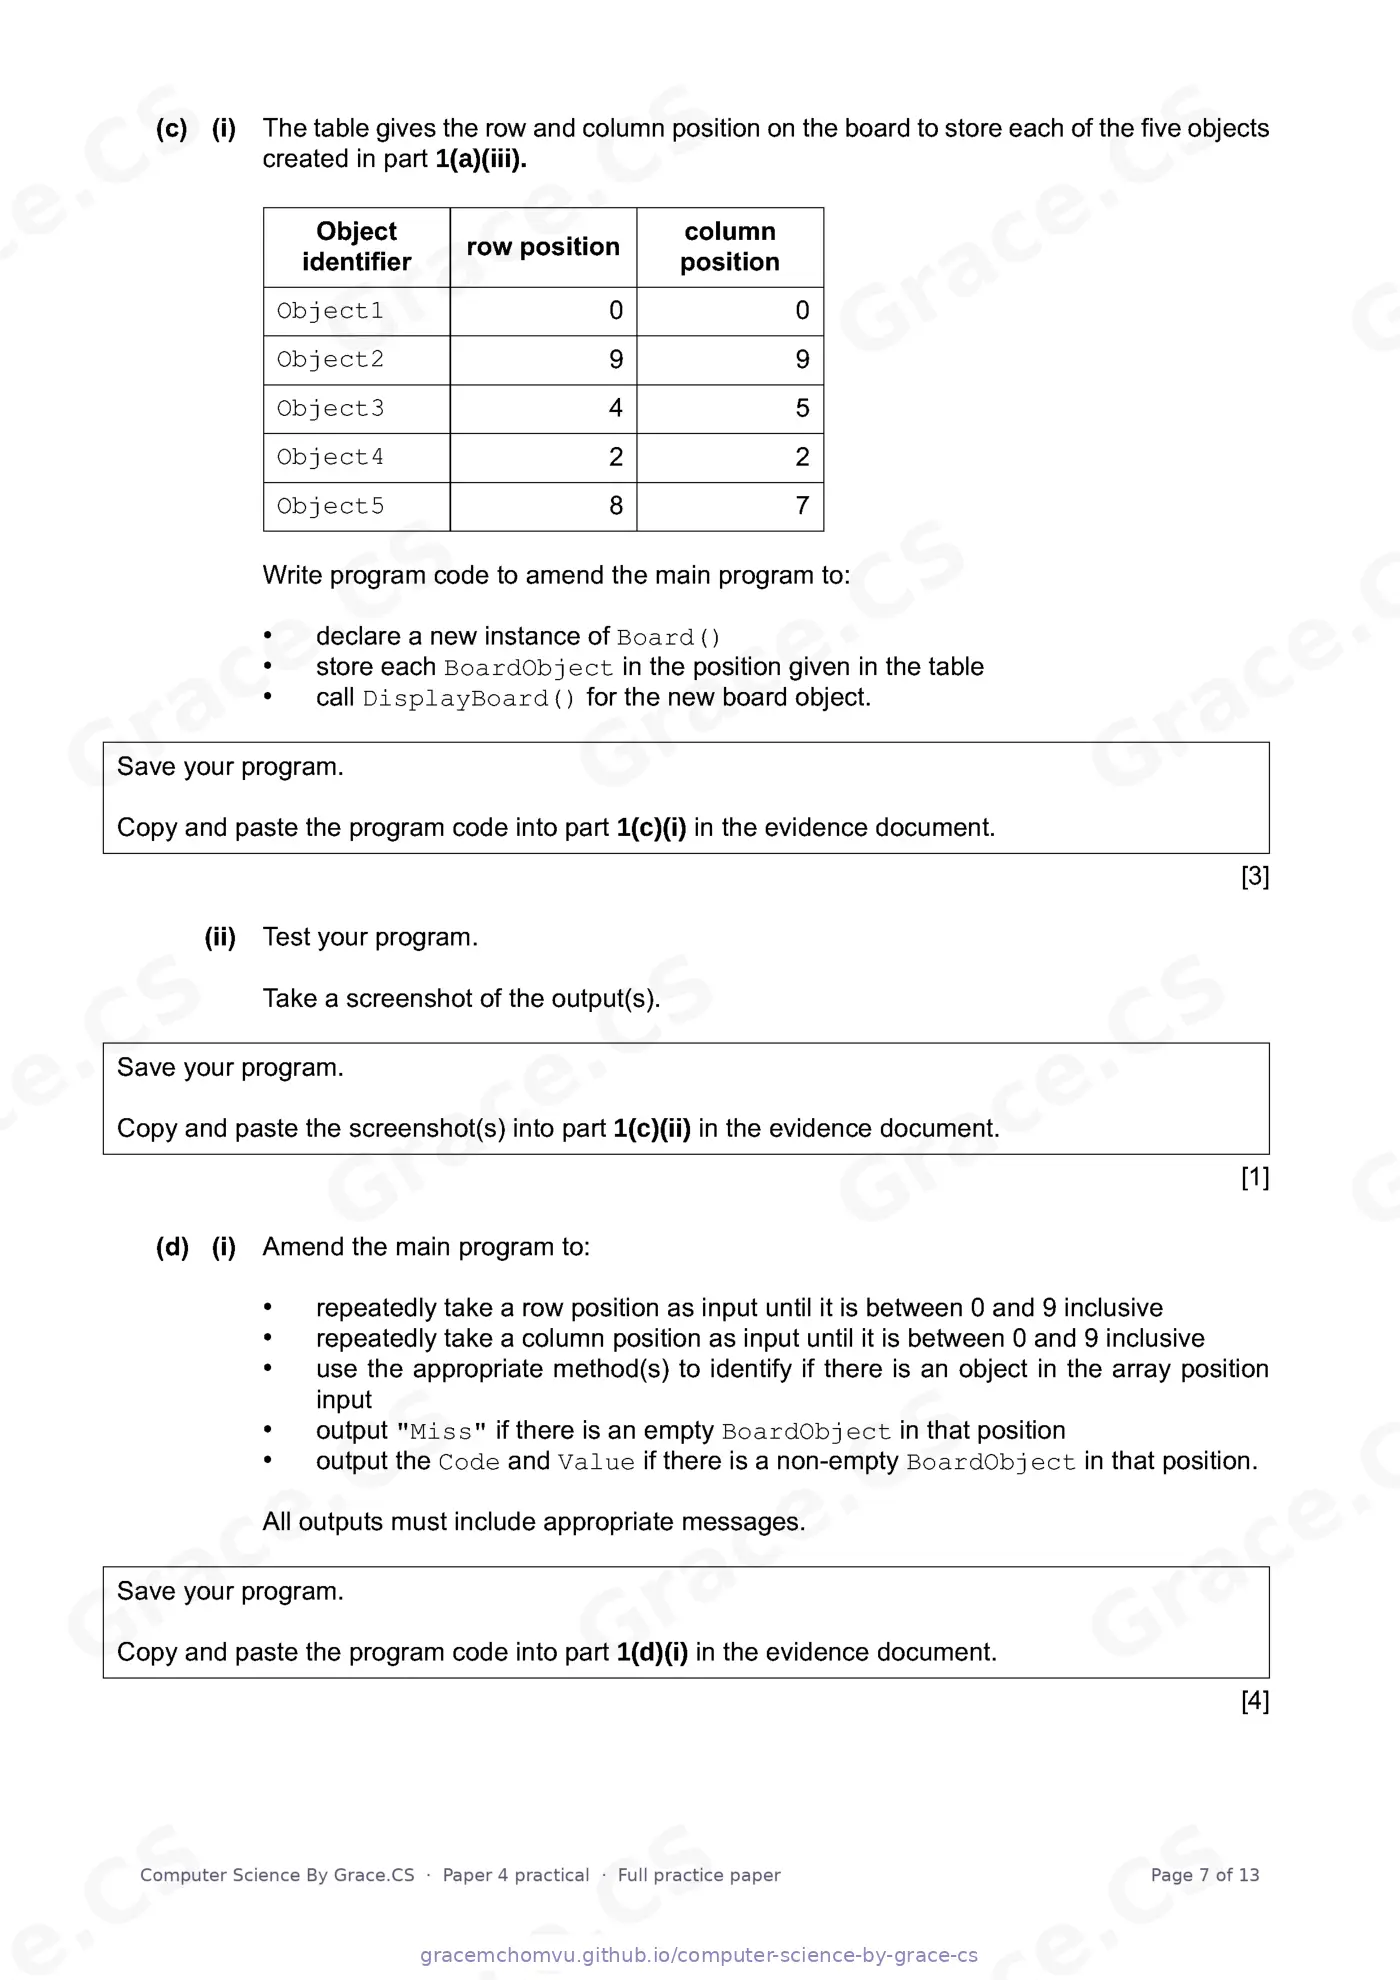 (c) (i) The table gives the row and column position on the board to store each of the five objects
created in part 1(a)(iii).
Object identifier row position column position
Object1 0 0
Object2 9 9
Object3 4 5
Object4 2 2
Object5 8 7
Write program code to amend the main program to:
• declare a new instance of Board()
• store each BoardObject in the position given in the table
• call DisplayBoard() for the new board object.
Save your program.
Copy and paste the program code into part 1(c)(i) in the evidence document.
[3]
(ii) Test your program.
Take a screenshot of the output(s).
Save your program.
Copy and paste the screenshot(s) into part 1(c)(ii) in the evidence document.
[1]
(d) (i) Amend the main program to:
• repeatedly take a row position as input until it is between 0 and 9 inclusive
• repeatedly take a column position as input until it is between 0 and 9 inclusive
• use the appropriate method(s) to identify if there is an object in the array position
input
• output "Miss" if there is an empty BoardObject in that position
• output the Code and Value if there is a non-empty BoardObject in that position.
All outputs must include appropriate messages.
Save your program.
Copy and paste the program code into part 1(d)(i) in the evidence document.
[4]
Computer Science By Grace.CS · Paper 4 practical · Full practice paper Page 7 of 13
gracemchomvu.github.io/computer-science-by-grace-cs